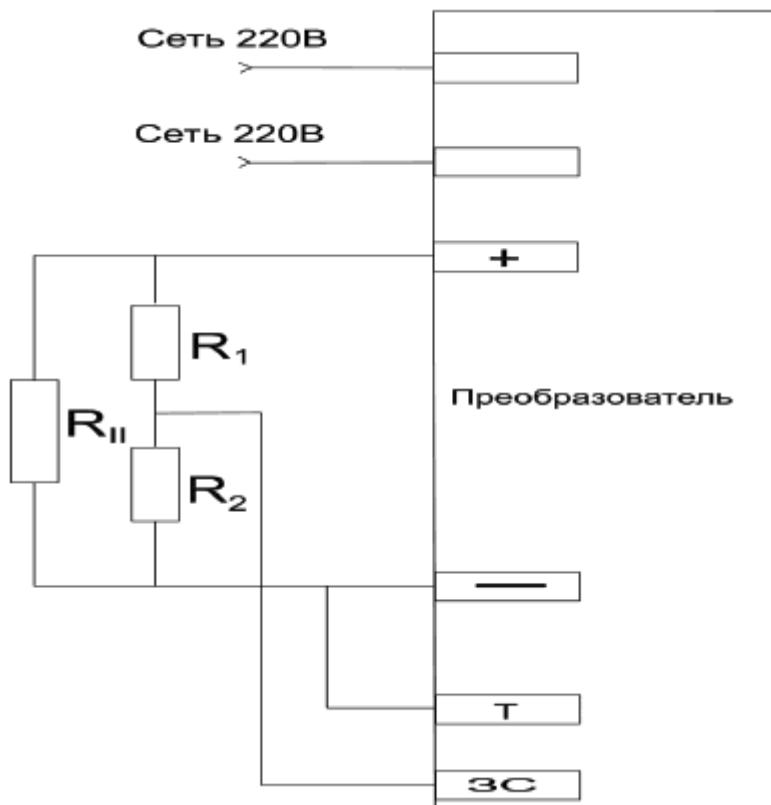 Сеть 220В
Сеть 220В
+
R1
Преобразователь
RII
R2
—
Т
ЗС